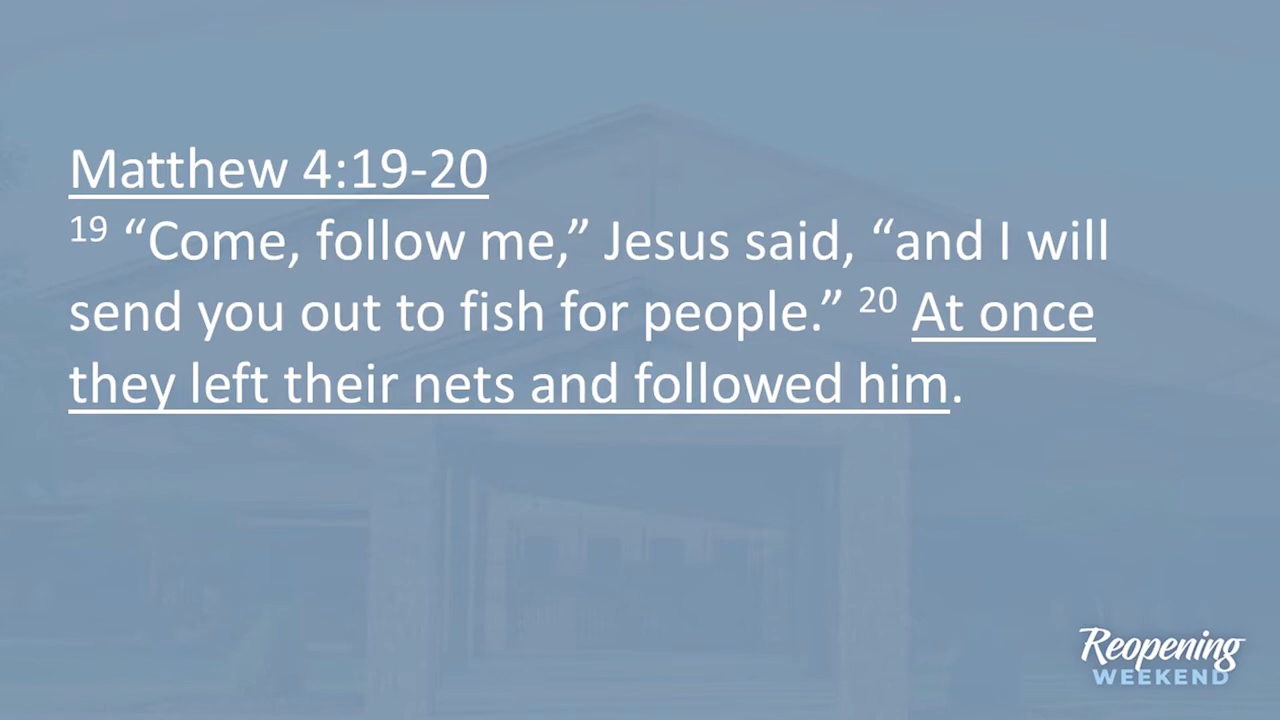 Matthew 4:19-20
19 “Come, follow me,” Jesus said, “and I will
send you out to fish for people.” 20 At once
they left their nets and followed him.
Reopening
WEEKEND